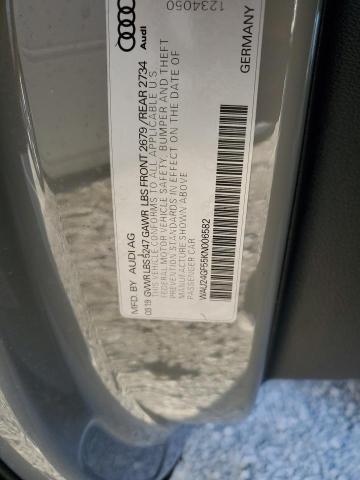 MFD. BY AUDI AG
03 19 GVWR LBS 5247 GAWR LBS FRONT 2679 / REAR 2734
THIS VEHICLE CONFORMS TO ALL APPLICABLE U.S.
FEDERAL MOTOR VEHICLE SAFETY, BUMPER AND THEFT
PREVENTION STANDARDS IN EFFECT ON THE DATE OF
MANUFACTURE SHOWN ABOVE
PASSENGER CAR
WAU24GF55KN006582
Audi
1234050
GERMANY